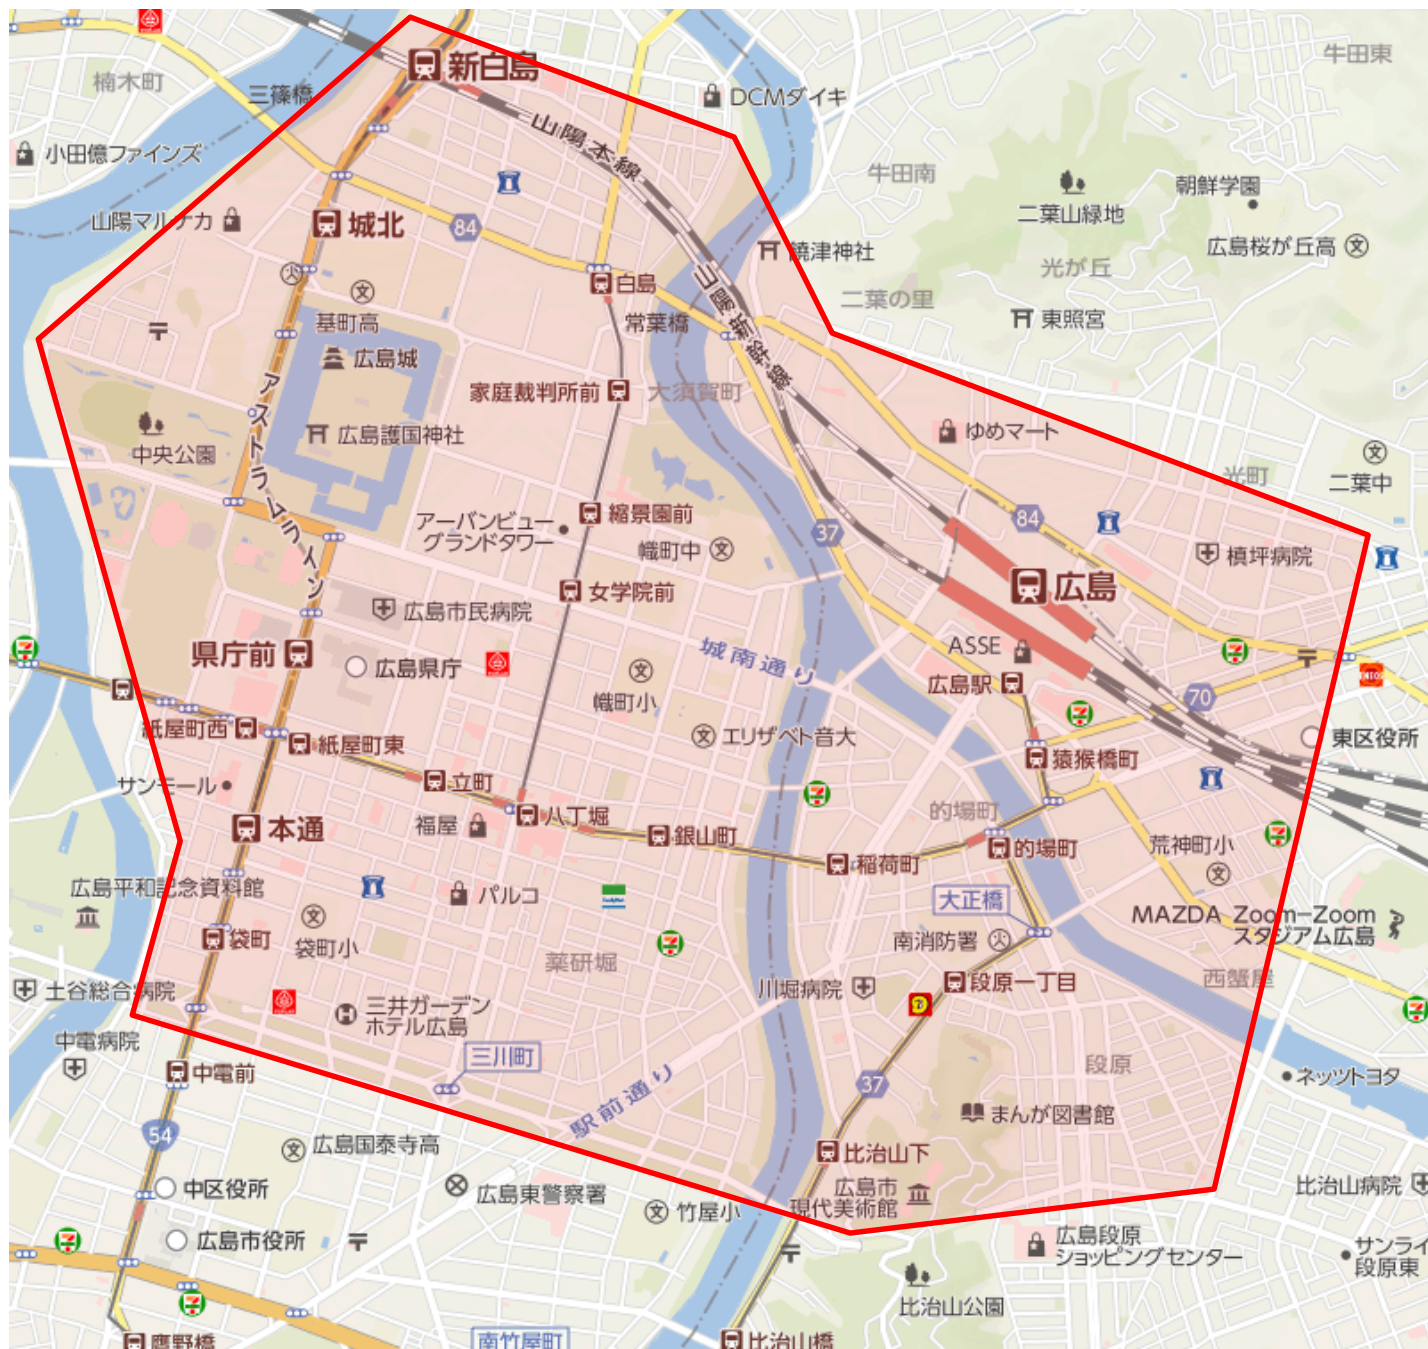 新白島
牛田東
楠木町
三篠橋
DCMダイキ
山陽本線
小田億ファインズ
牛田南
朝鮮学園
二葉山緑地
山陽マルナカ
城北
84
饒津神社
広島桜が丘高
光が丘
白島
二葉の里
山陽新幹線
基町高
常葉橋
東照宮
広島城
アストラムライン
家庭裁判所前
大須賀町
広島護国神社
ゆめマート
中央公園
光町
二葉中
アーバンビュー
グランドタワー
縮景園前
37
84
幟町中
槙坪病院
広島
女学院前
広島市民病院
県庁前
広島県庁
城南通り
ASSE
幟町小
広島駅
70
紙屋町西
紙屋町東
エリザベト音大
東区役所
猿猴橋町
サンモール
立町
本通
福屋
八丁堀
銀山町
的場町
的場町
荒神町小
稲荷町
広島平和記念資料館
パルコ
大正橋
MAZDA Zoom-Zoom
スタジアム広島
袋町
袋町小
南消防署
薬研堀
西蟹屋
土谷総合病院
川堀病院
段原一丁目
三井ガーデン
ホテル広島
中電病院
三川町
段原
中電前
37
ネッツトヨタ
駅前通り
まんが図書館
54
広島国泰寺高
比治山下
中区役所
広島東警察署
広島市
現代美術館
竹屋小
比治山病院
広島市役所
広島段原
ショッピングセンター
サンライ
段原東
比治山公園
鷹野橋
南竹屋町
比治山橋